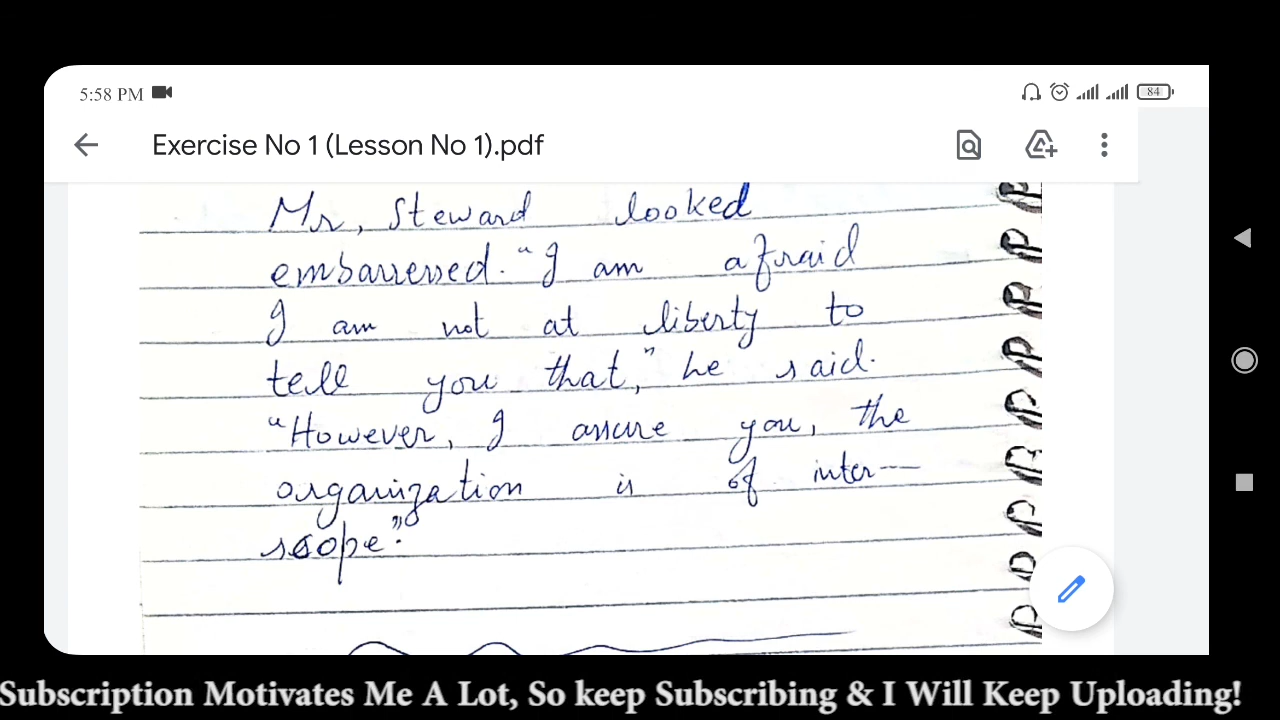 5:58 PM
84
Exercise No 1 (Lesson No 1).pdf
Mr, Steward looked
embarressed. "I am afraid
I am not at liberty to
tell you that," he said.
"However, I assure you, the
organization is of inter---
scope."
Subscription Motivates Me A Lot, So keep Subscribing & I Will Keep Uploading!